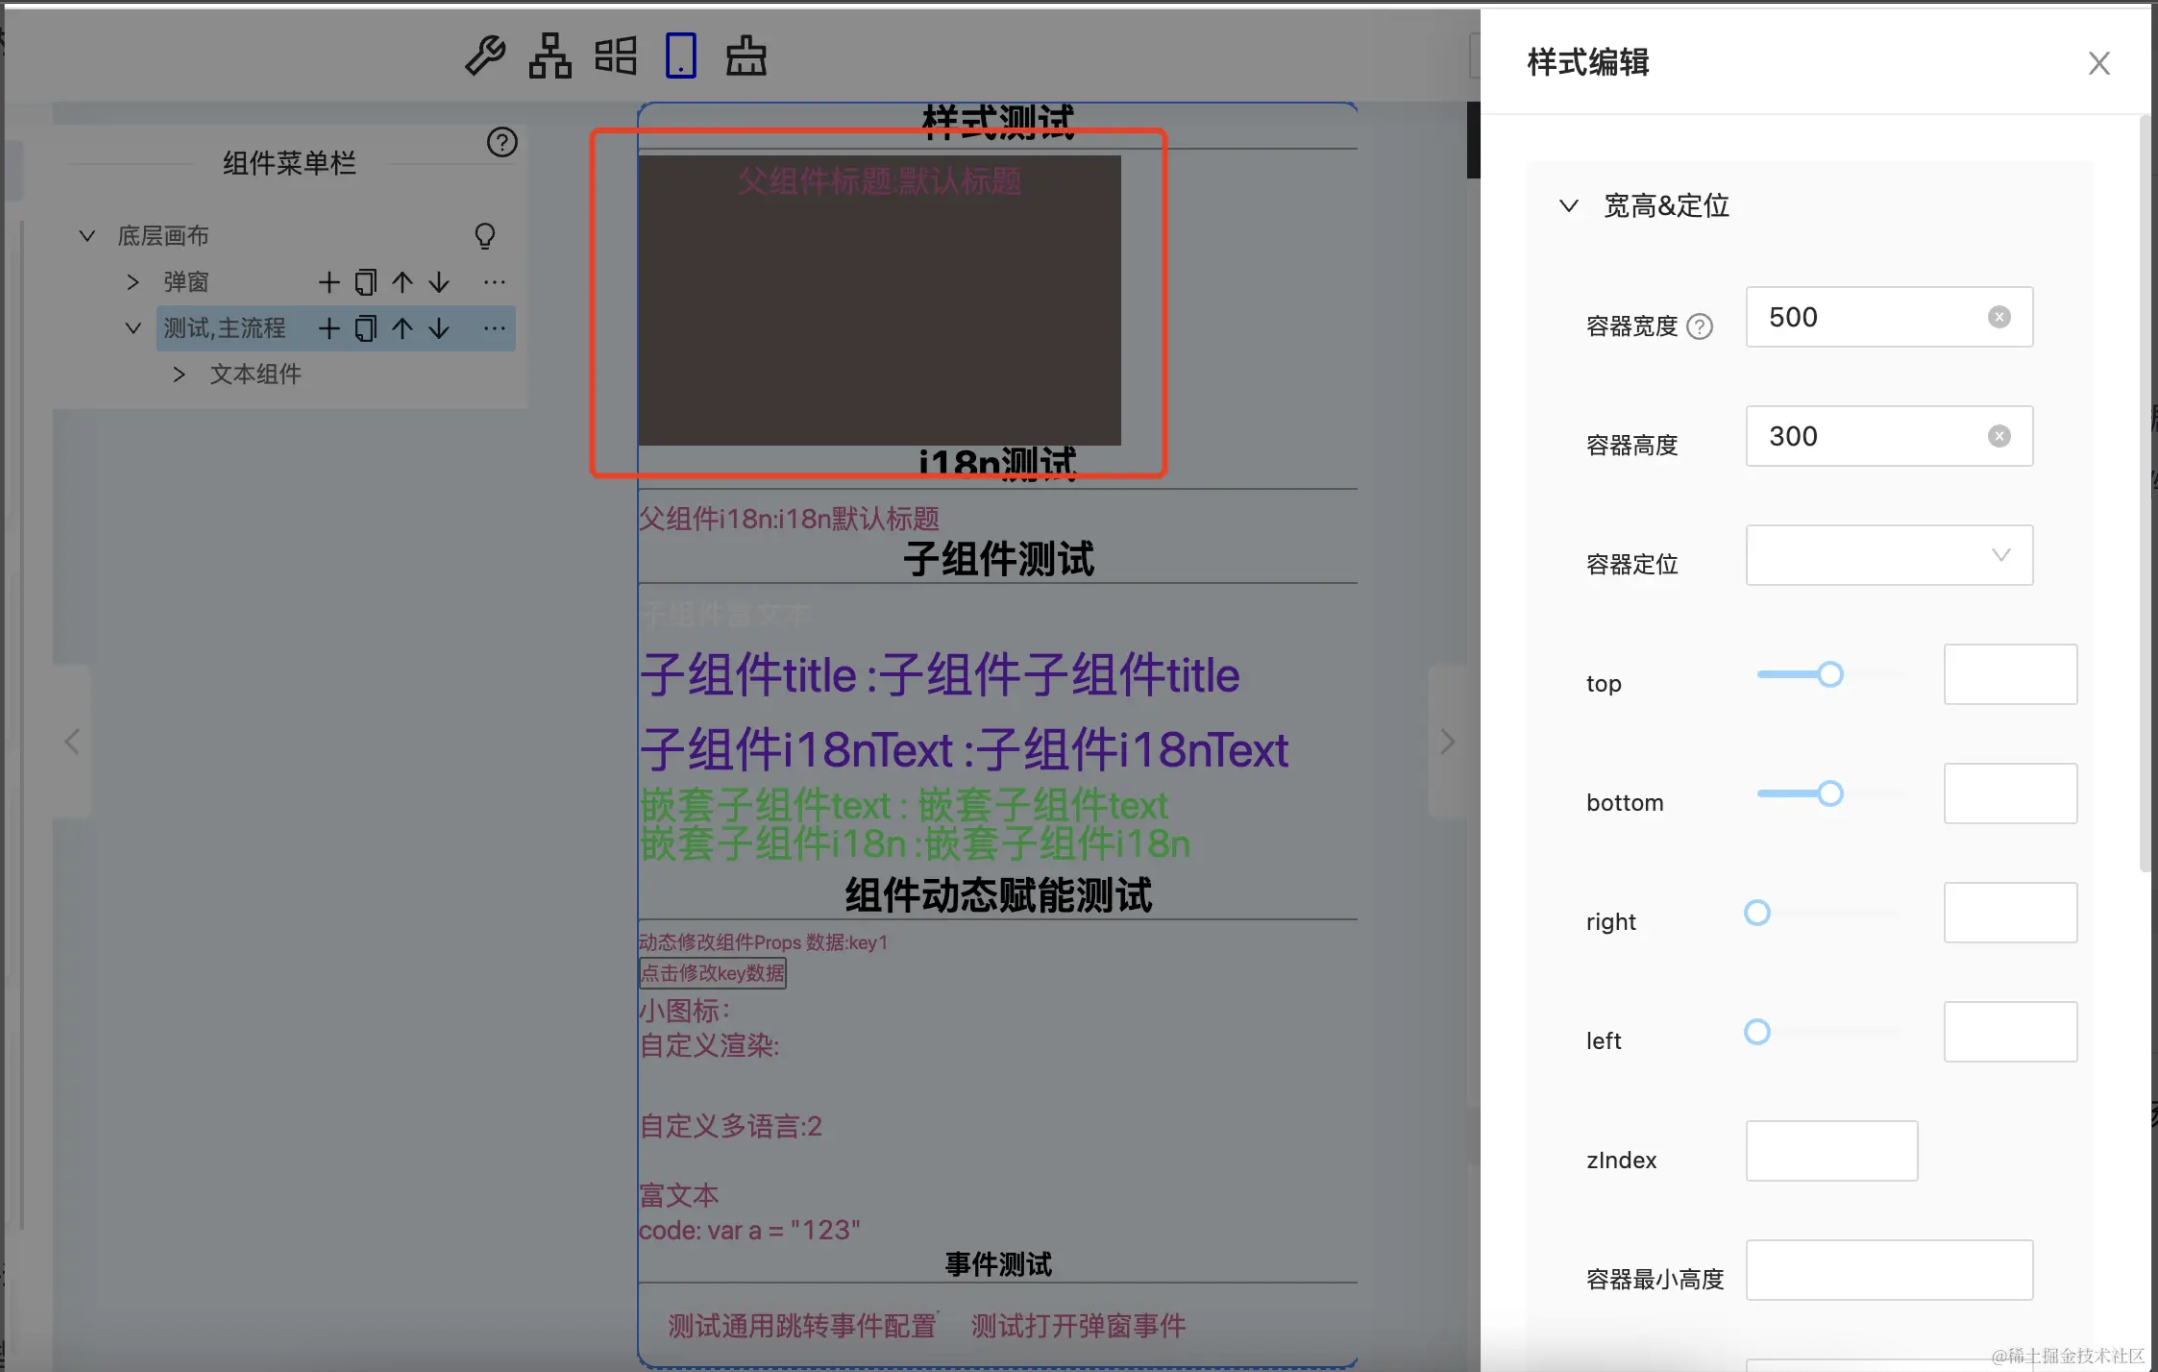 样式测试
组件菜单栏
底层画布
弹窗
测试,主流程
文本组件
父组件标题:默认标题
i18n测试
父组件i18n:i18n默认标题
子组件测试
子组件富文本
子组件title :子组件子组件title
子组件i18nText :子组件i18nText
嵌套子组件text : 嵌套子组件text
嵌套子组件i18n :嵌套子组件i18n
组件动态赋能测试
动态修改组件Props 数据:key1
点击修改key数据
小图标:
自定义渲染:
自定义多语言:2
富文本
code: var a = "123"
事件测试
测试通用跳转事件配置 测试打开弹窗事件
样式编辑
宽高&定位
容器宽度 500
容器高度 300
容器定位
top
bottom
right
left
zIndex
容器最小高度
@稀土掘金技术社区